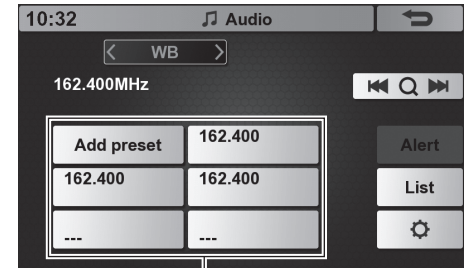 10:32 Audio
WB
162.400MHz
Add preset 162.400
Alert
162.400 162.400
List
--- ---